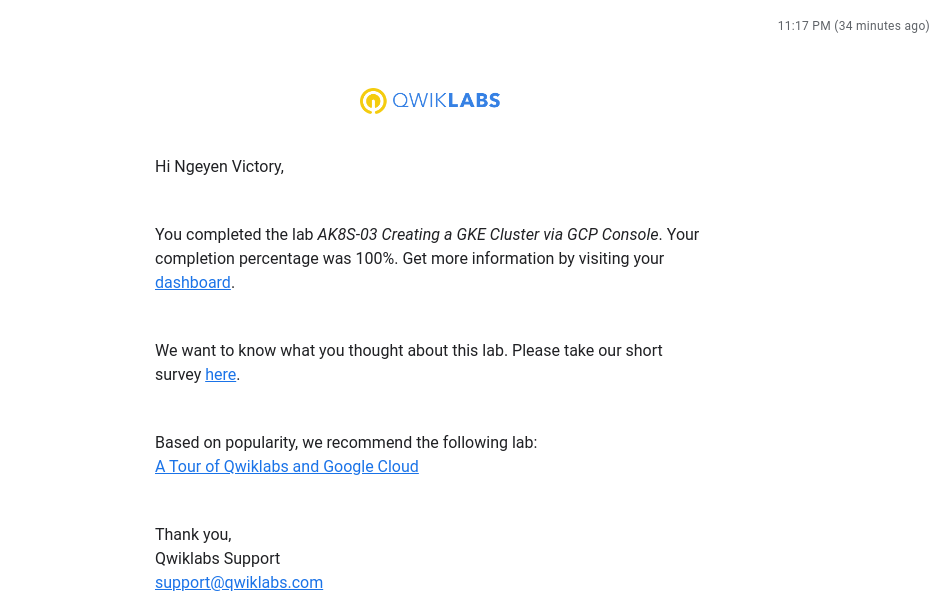 11:17 PM (34 minutes ago)
QWIKLABS
Hi Ngeyen Victory,
You completed the lab AK8S-03 Creating a GKE Cluster via GCP Console. Your
completion percentage was 100%. Get more information by visiting your
dashboard.
We want to know what you thought about this lab. Please take our short
survey here.
Based on popularity, we recommend the following lab:
A Tour of Qwiklabs and Google Cloud
Thank you,
Qwiklabs Support
support@qwiklabs.com